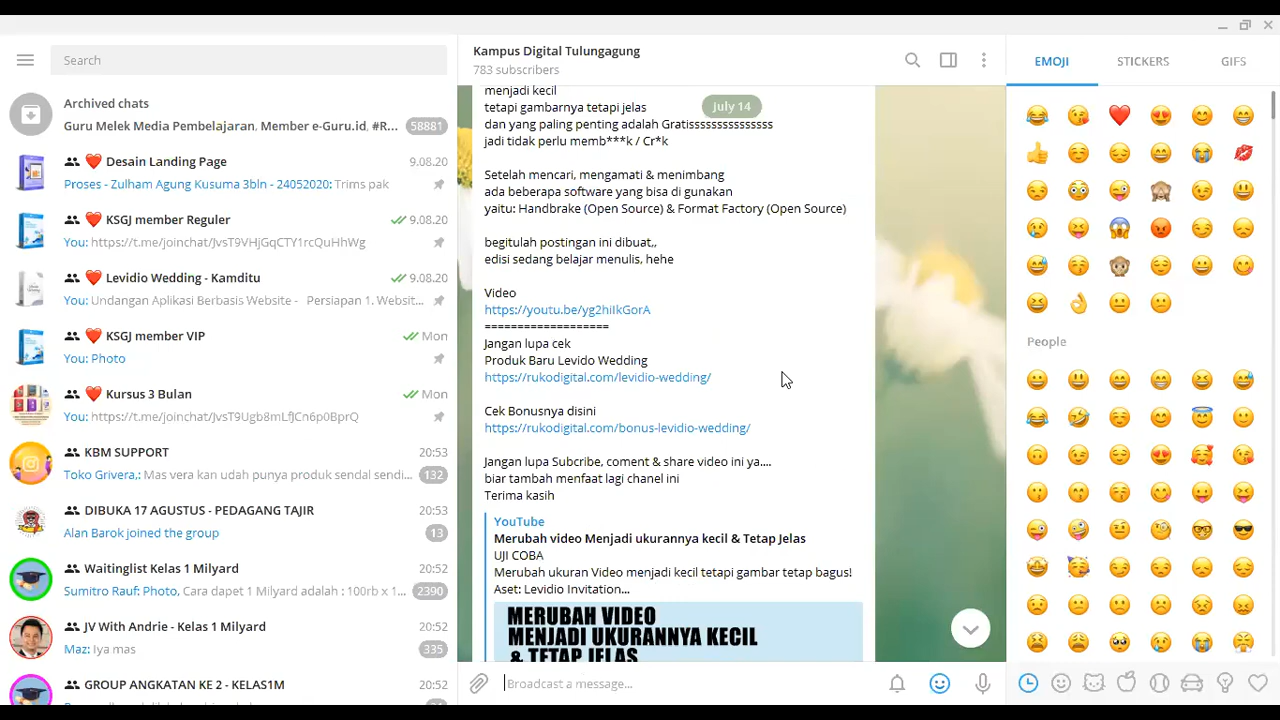 Search
Archived chats
Guru Melek Media Pembelajaran, Member e-Guru.id, #R...
58881
Desain Landing Page
9.08.20
Proses - Zulham Agung Kusuma 3bln - 24052020: Trims pak
KSGJ member Reguler
9.08.20
You: https://t.me/joinchat/JvsT9VHjGqCTY1rcQuHhWg
Levidio Wedding - Kamditu
9.08.20
You: Undangan Aplikasi Berbasis Website - Persiapan 1. Websit...
KSGJ member VIP
Mon
You: Photo
Kursus 3 Bulan
Mon
You: https://t.me/joinchat/JvsT9Ugb8mLfJCn6p0BprQ
KBM SUPPORT
20:53
Toko Grivera,: Mas vera kan udah punya produk sendal sendi...
132
DIBUKA 17 AGUSTUS - PEDAGANG TAJIR
20:53
Alan Barok joined the group
13
Waitinglist Kelas 1 Milyard
20:52
Sumitro Rauf: Photo, Cara dapet 1 Milyard adalah : 100rb x 1...
2390
JV With Andrie - Kelas 1 Milyard
20:52
Maz: Iya mas
335
GROUP ANGKATAN KE 2 - KELAS1M
20:52
Kampus Digital Tulungagung
783 subscribers
July 14
menjadi kecil
tetapi gambarnya tetapi jelas
dan yang paling penting adalah Gratisssssssssssssss
jadi tidak perlu memb***k / Cr*k
Setelah mencari, mengamati & menimbang
ada beberapa software yang bisa di gunakan
yaitu: Handbrake (Open Source) & Format Factory (Open Source)
begitulah postingan ini dibuat,,
edisi sedang belajar menulis, hehe
Video
https://youtu.be/yg2hiIkGorA
===================
Jangan lupa cek
Produk Baru Levido Wedding
https://rukodigital.com/levidio-wedding/
Cek Bonusnya disini
https://rukodigital.com/bonus-levidio-wedding/
Jangan lupa Subcribe, coment & share video ini ya....
biar tambah menfaat lagi chanel ini
Terima kasih
YouTube
Merubah video Menjadi ukurannya kecil & Tetap Jelas
UJI COBA
Merubah ukuran Video menjadi kecil tetapi gambar tetap bagus!
Aset: Levidio Invitation...
MERUBAH VIDEO
MENJADI UKURANNYA KECIL
& TETAP JELAS
Broadcast a message...
EMOJI
STICKERS
GIFS
People